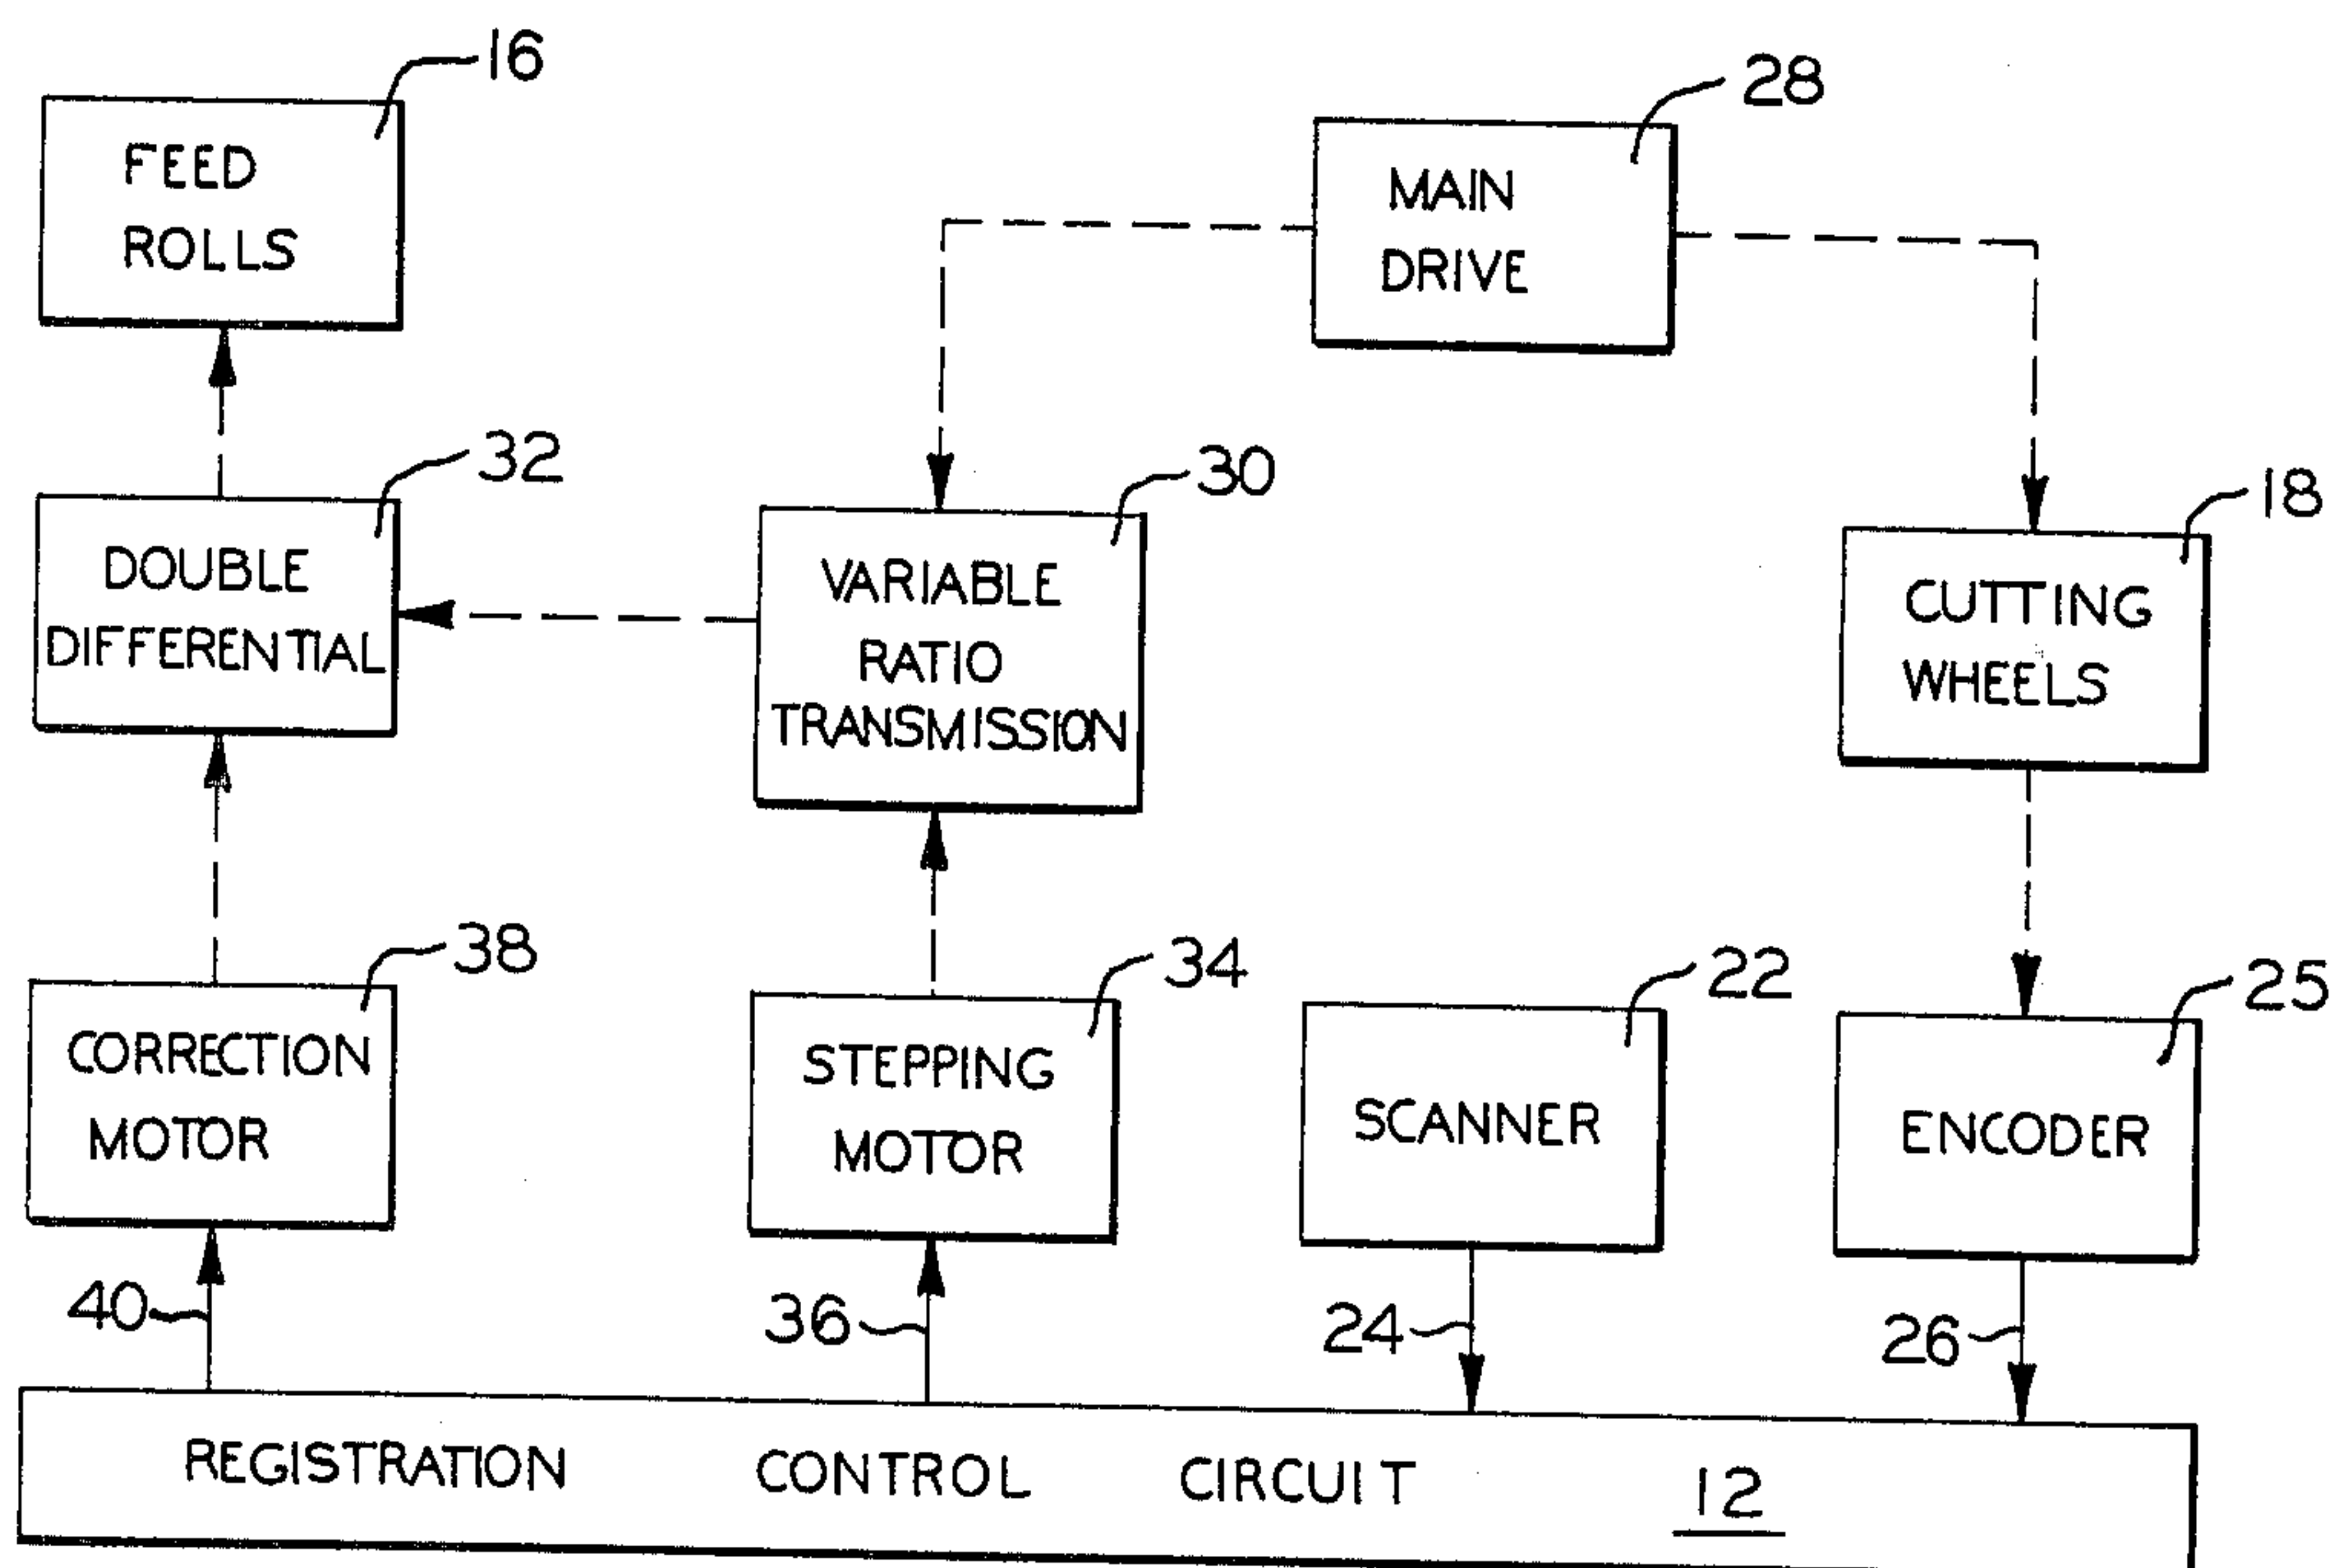 16
28
FEED
ROLLS
MAIN
DRIVE
32
30
18
DOUBLE
DIFFERENTIAL
VARIABLE
RATIO
TRANSMISSION
CUTTING
WHEELS
38
34
22
25
CORRECTION
MOTOR
STEPPING
MOTOR
SCANNER
ENCODER
40
36
24
26
REGISTRATION CONTROL CIRCUIT 12